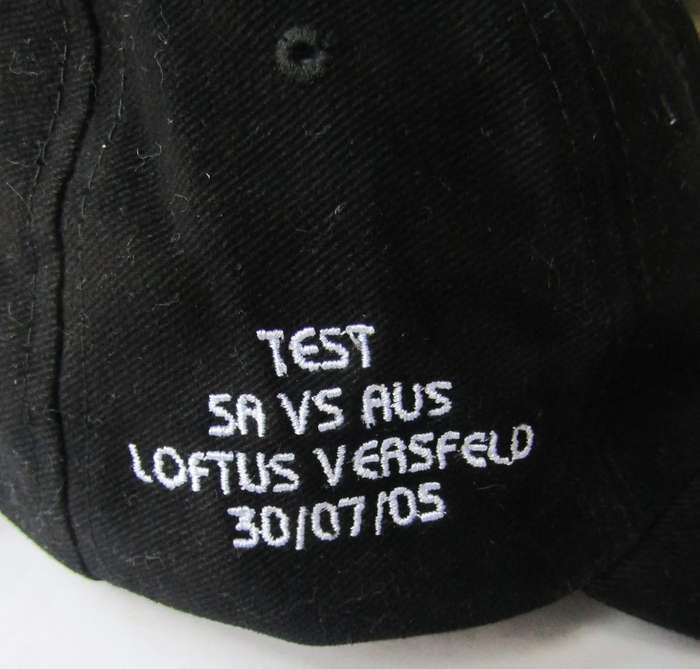 TEST
SA VS AUS
LOFTUS VERSFELD
30/07/05